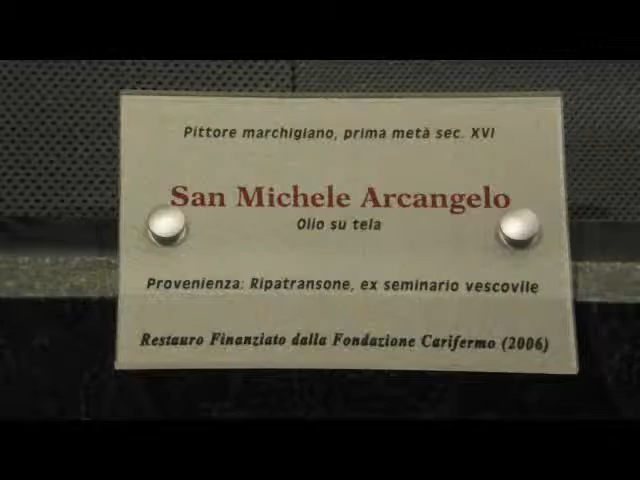 Pittore marchigiano, prima metà sec. XVI
San Michele Arcangelo
Olio su tela
Provenienza: Ripatransone, ex seminario vescovile
Restauro Finanziato dalla Fondazione Carifermo (2006)